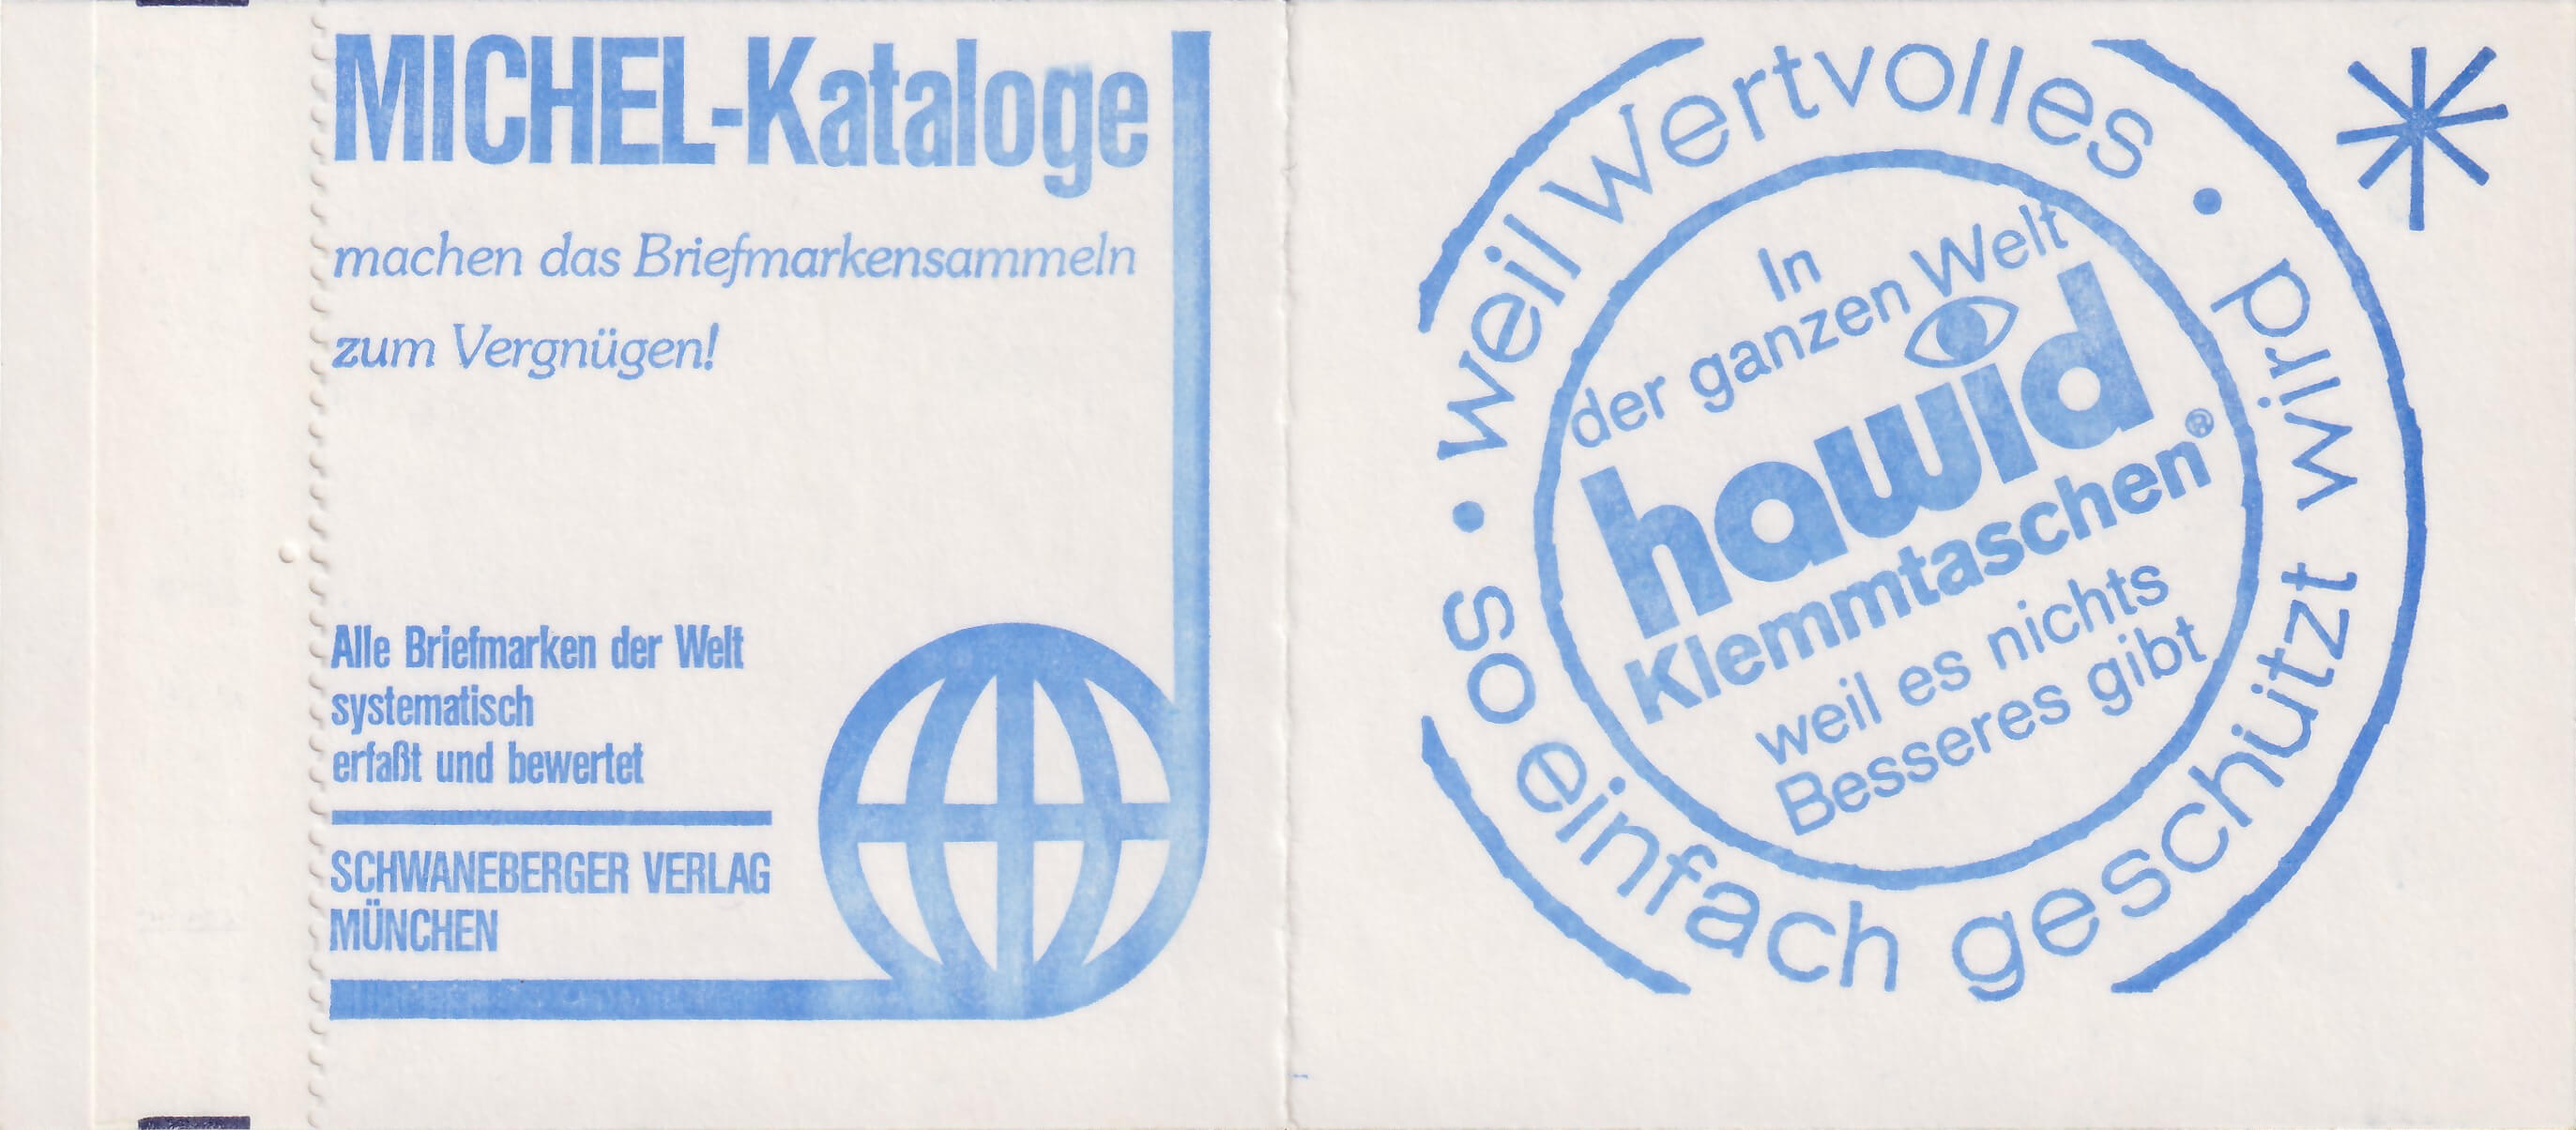 MICHEL-Kataloge
machen das Briefmarkensammeln
zum Vergnügen!
Alle Briefmarken der Welt
systematisch
erfaßt und bewertet
SCHWANEBERGER VERLAG
MÜNCHEN
• weil Wertvolles • wird
so einfach geschützt
In
der ganzen Welt
hawid
Klemmtaschen®
weil es nichts
Besseres gibt